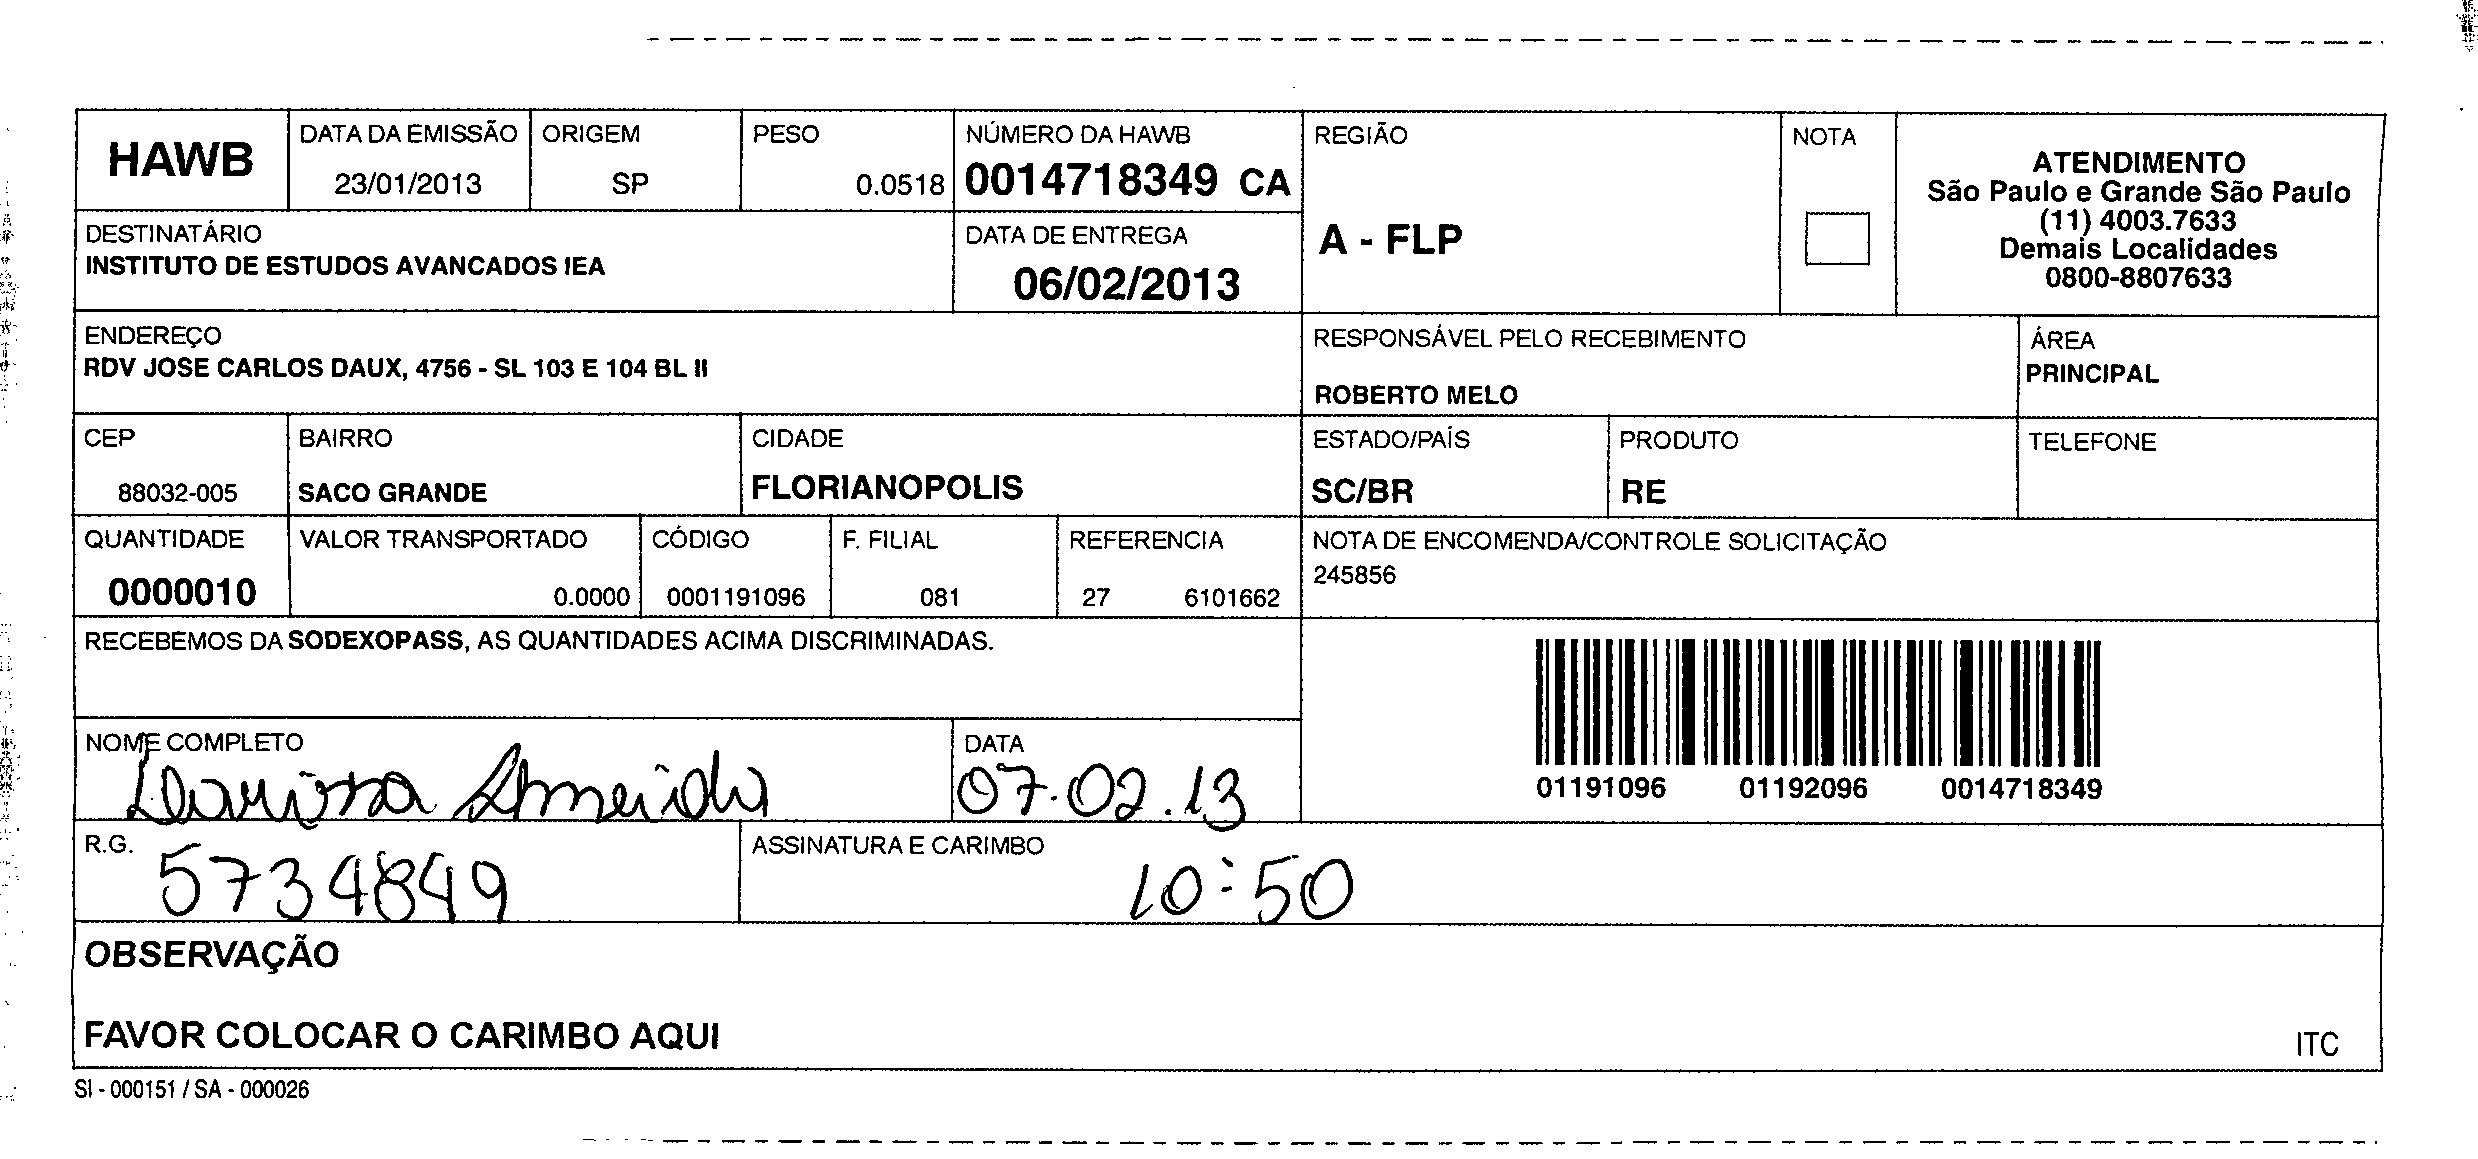 HAWB
DATA DA EMISSÃO
23/01/2013
ORIGEM
SP
PESO
0.0518
NÚMERO DA HAWB
0014718349 CA
REGIÃO
A - FLP
NOTA
ATENDIMENTO
São Paulo e Grande São Paulo
(11) 4003.7633
Demais Localidades
0800-8807633
DESTINATÁRIO
INSTITUTO DE ESTUDOS AVANCADOS IEA
DATA DE ENTREGA
06/02/2013
ENDEREÇO
RDV JOSE CARLOS DAUX, 4756 - SL 103 E 104 BL II
RESPONSÁVEL PELO RECEBIMENTO
ROBERTO MELO
ÁREA
PRINCIPAL
CEP
88032-005
BAIRRO
SACO GRANDE
CIDADE
FLORIANOPOLIS
ESTADO/PAÍS
SC/BR
PRODUTO
RE
TELEFONE
QUANTIDADE
0000010
VALOR TRANSPORTADO
0.0000
CÓDIGO
0001191096
F. FILIAL
081
REFERENCIA
27 6101662
NOTA DE ENCOMENDA/CONTROLE SOLICITAÇÃO
245856
RECEBEMOS DA SODEXOPASS, AS QUANTIDADES ACIMA DISCRIMINADAS.
01191096 01192096 0014718349
NOME COMPLETO
Larissa Almeida
DATA
07.02.13
R.G.
5734849
ASSINATURA E CARIMBO
10:50
OBSERVAÇÃO
FAVOR COLOCAR O CARIMBO AQUI
ITC
SI - 000151 / SA - 000026